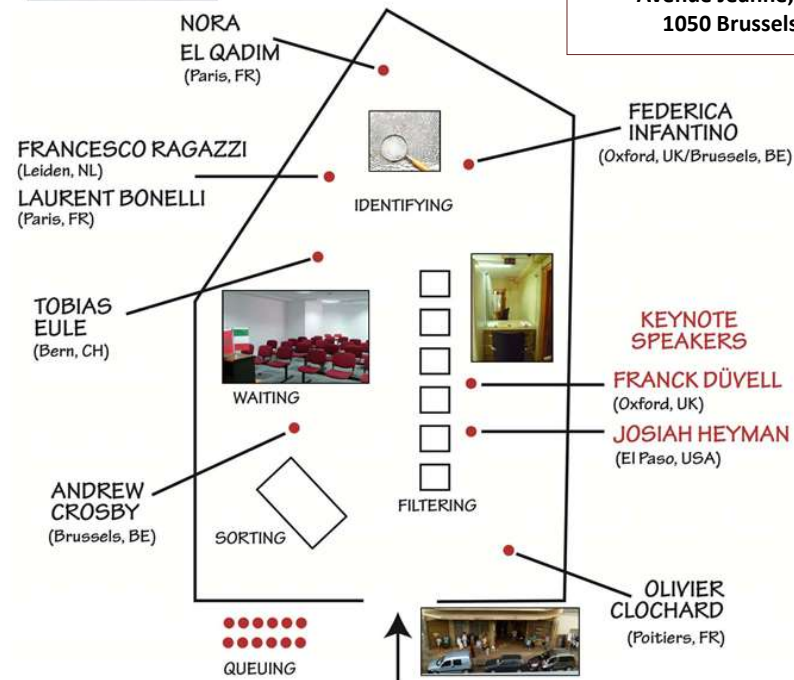 Avenue Jeanne,
1050 Brussels
NORA
EL QADIM
(Paris, FR)
FEDERICA
INFANTINO
(Oxford, UK/Brussels, BE)
FRANCESCO RAGAZZI
(Leiden, NL)
LAURENT BONELLI
(Paris, FR)
IDENTIFYING
TOBIAS
EULE
(Bern, CH)
KEYNOTE
SPEAKERS
FRANCK DÜVELL
(Oxford, UK)
WAITING
JOSIAH HEYMAN
(El Paso, USA)
ANDREW
CROSBY
(Brussels, BE)
FILTERING
SORTING
OLIVIER
CLOCHARD
(Poitiers, FR)
QUEUING